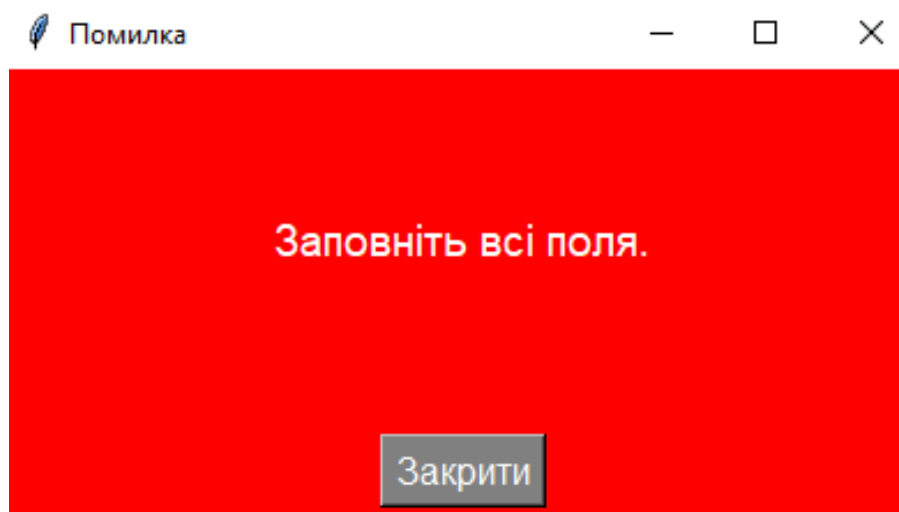 Помилка
Заповніть всі поля.
Закрити